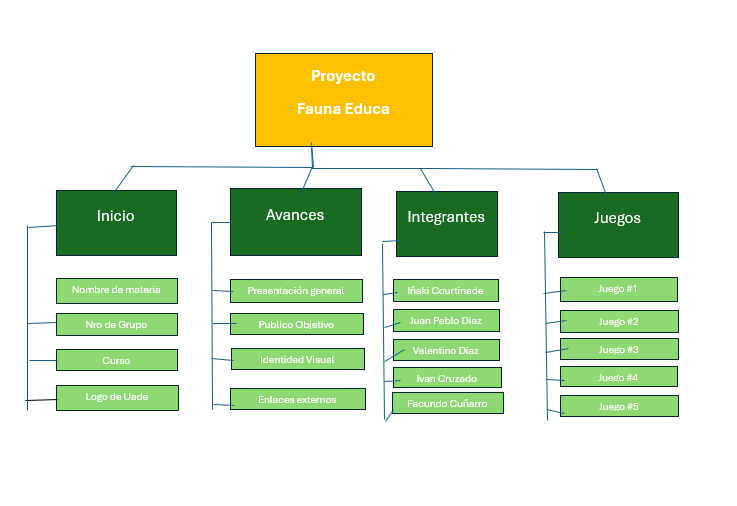 Proyecto
Fauna Educa
Inicio
Avances
Integrantes
Juegos
Nombre de materia
Nro de Grupo
Curso
Logo de Uade
Presentación general
Publico Objetivo
Identidad Visual
Enlaces externos
Iñaki Courtinade
Juan Pablo Diaz
Valentino Diaz
Ivan Cruzado
Facundo Cuñarro
Juego #1
Juego #2
Juego #3
Juego #4
Juego #5